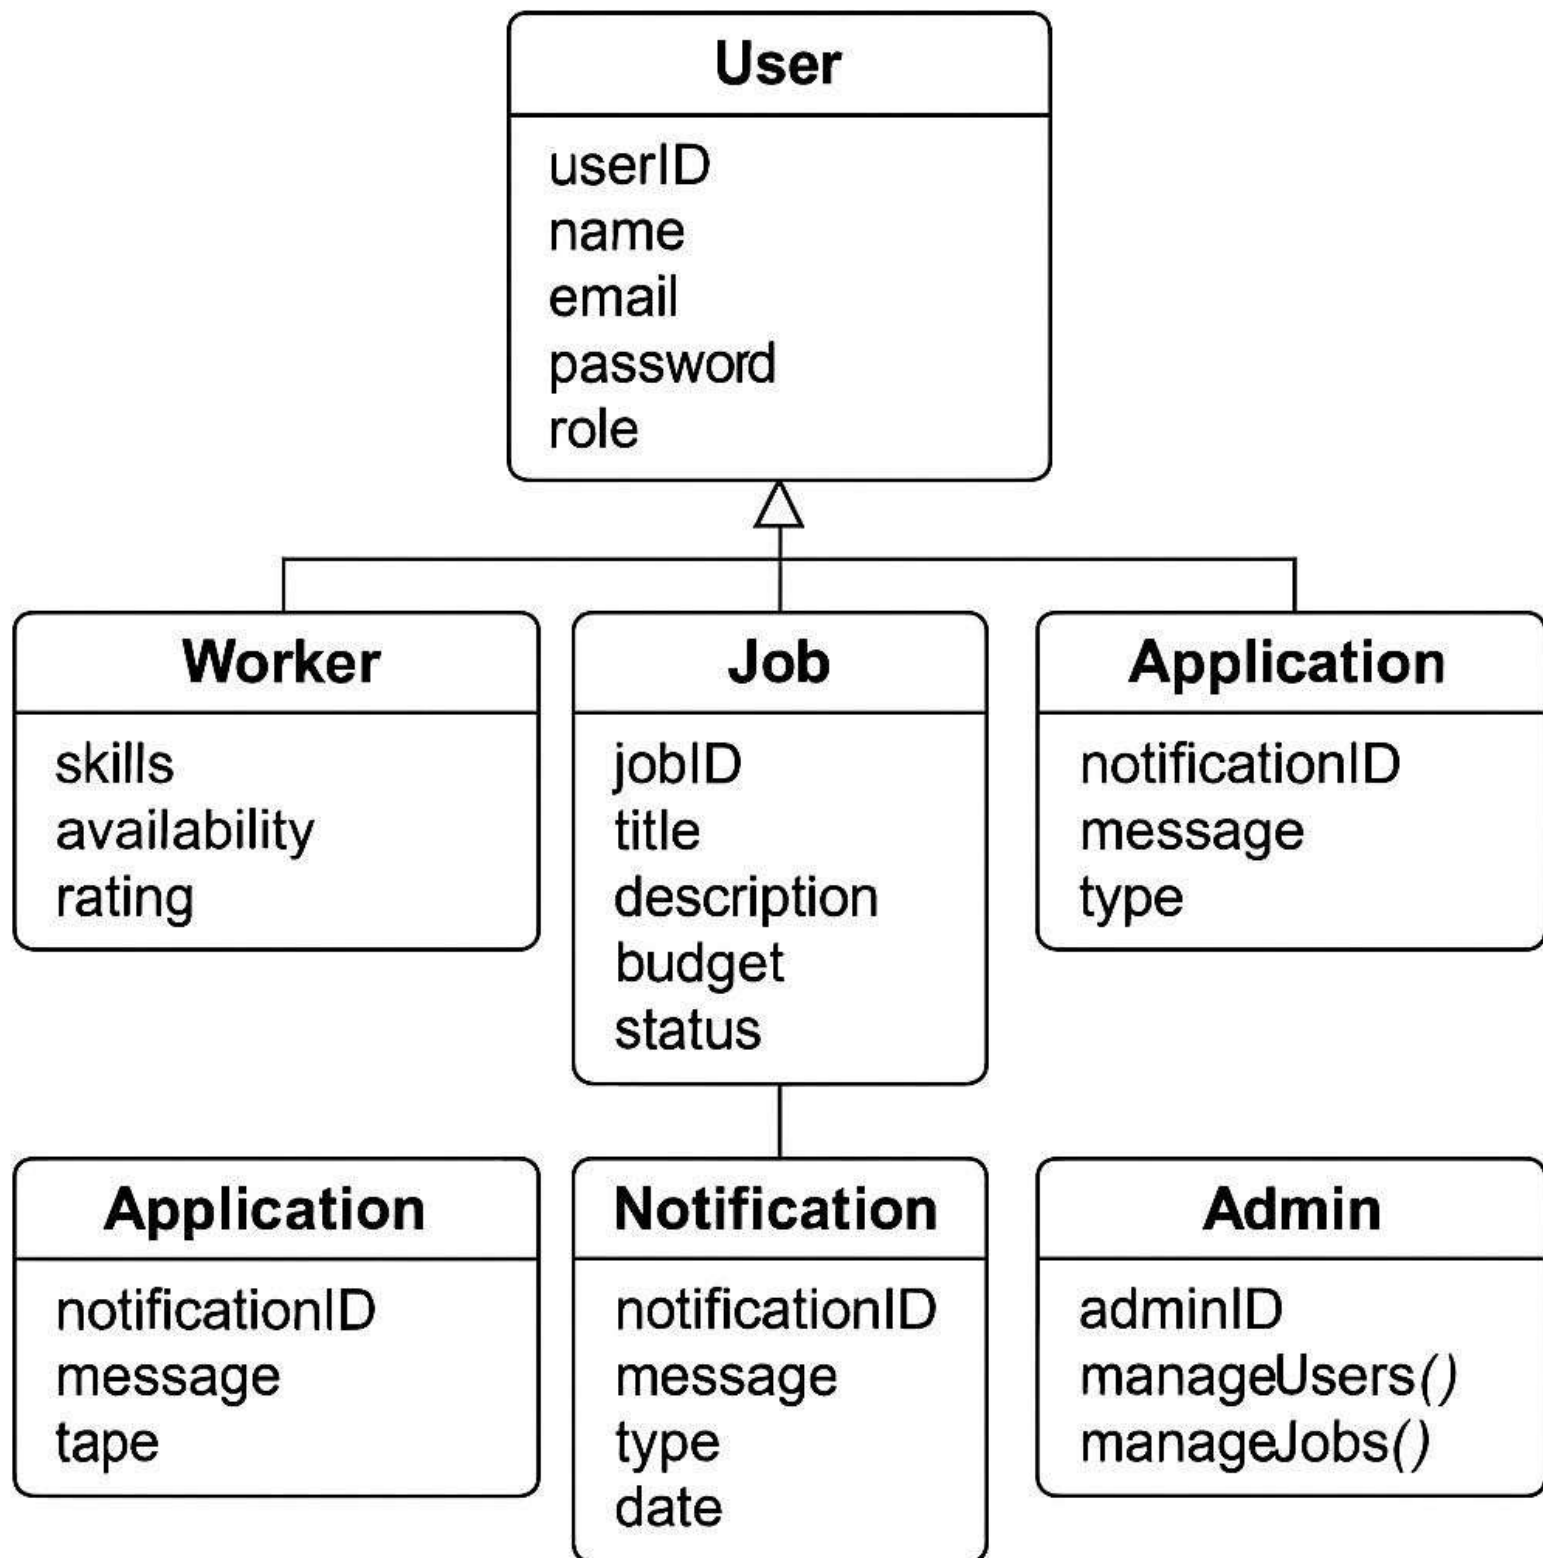 User
userID
name
email
password
role
Worker
skills
availability
rating
Job
jobID
title
description
budget
status
Application
notificationID
message
type
Application
notificationID
message
tape
Notification
notificationID
message
type
date
Admin
adminID
manageUsers()
manageJobs()